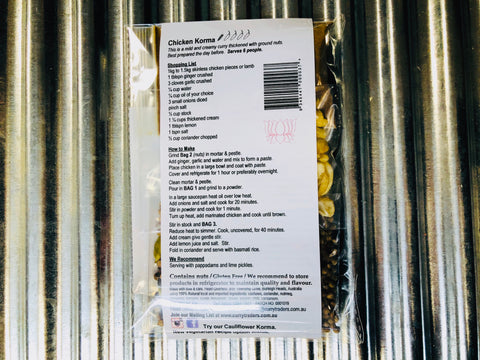 Chicken Korma
This is a mild and creamy curry thickened with ground nuts.
Best prepared the day before. Serves 6 people.
Shopping List
1kg to 1.5kg skinless chicken pieces or lamb
1 tblspn ginger crushed
3 cloves garlic crushed
¼ cup water
¼ cup oil of your choice
3 small onions diced
pinch salt
½ cup stock
1 ¼ cups thickened cream
1 tblspn lemon
1 tspn salt
½ cup coriander chopped
How to Make
Grind Bag 2 (nuts) in mortar & pestle.
Add ginger, garlic and water and mix to form a paste.
Place chicken in a large bowl and coat with paste.
Cover and refrigerate for 1 hour or preferably overnight.
Clean mortar & pestle.
Pour in BAG 1 and grind to a powder.
In a large saucepan heat oil over low heat.
Add onions and salt and cook for 20 minutes.
Stir in powder and cook for 1 minute.
Turn up heat, add marinated chicken and cook until brown.
Stir in stock and BAG 3.
Reduce heat to simmer. Cook, uncovered, for 40 minutes.
Add cream give gentle stir.
Add lemon juice and salt. Stir.
Fold in coriander and serve with basmati rice.
We Recommend
Serving with pappadams and lime pickles.
Contains nuts / Gluten Free / We recommend to store
products in refrigerator to maintain quality and flavour.
Join our Mailing List at www.currytraders.com.au
Try our Cauliflower Korma.